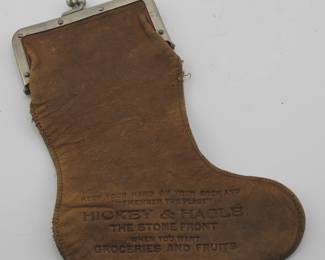 KEEP YOUR HAND ON YOUR SOCK AND
REMEMBER THE PLACE
HICKEY & HAGLE
THE STONE FRONT
WHEN YOU WANT
GROCERIES AND FRUITS